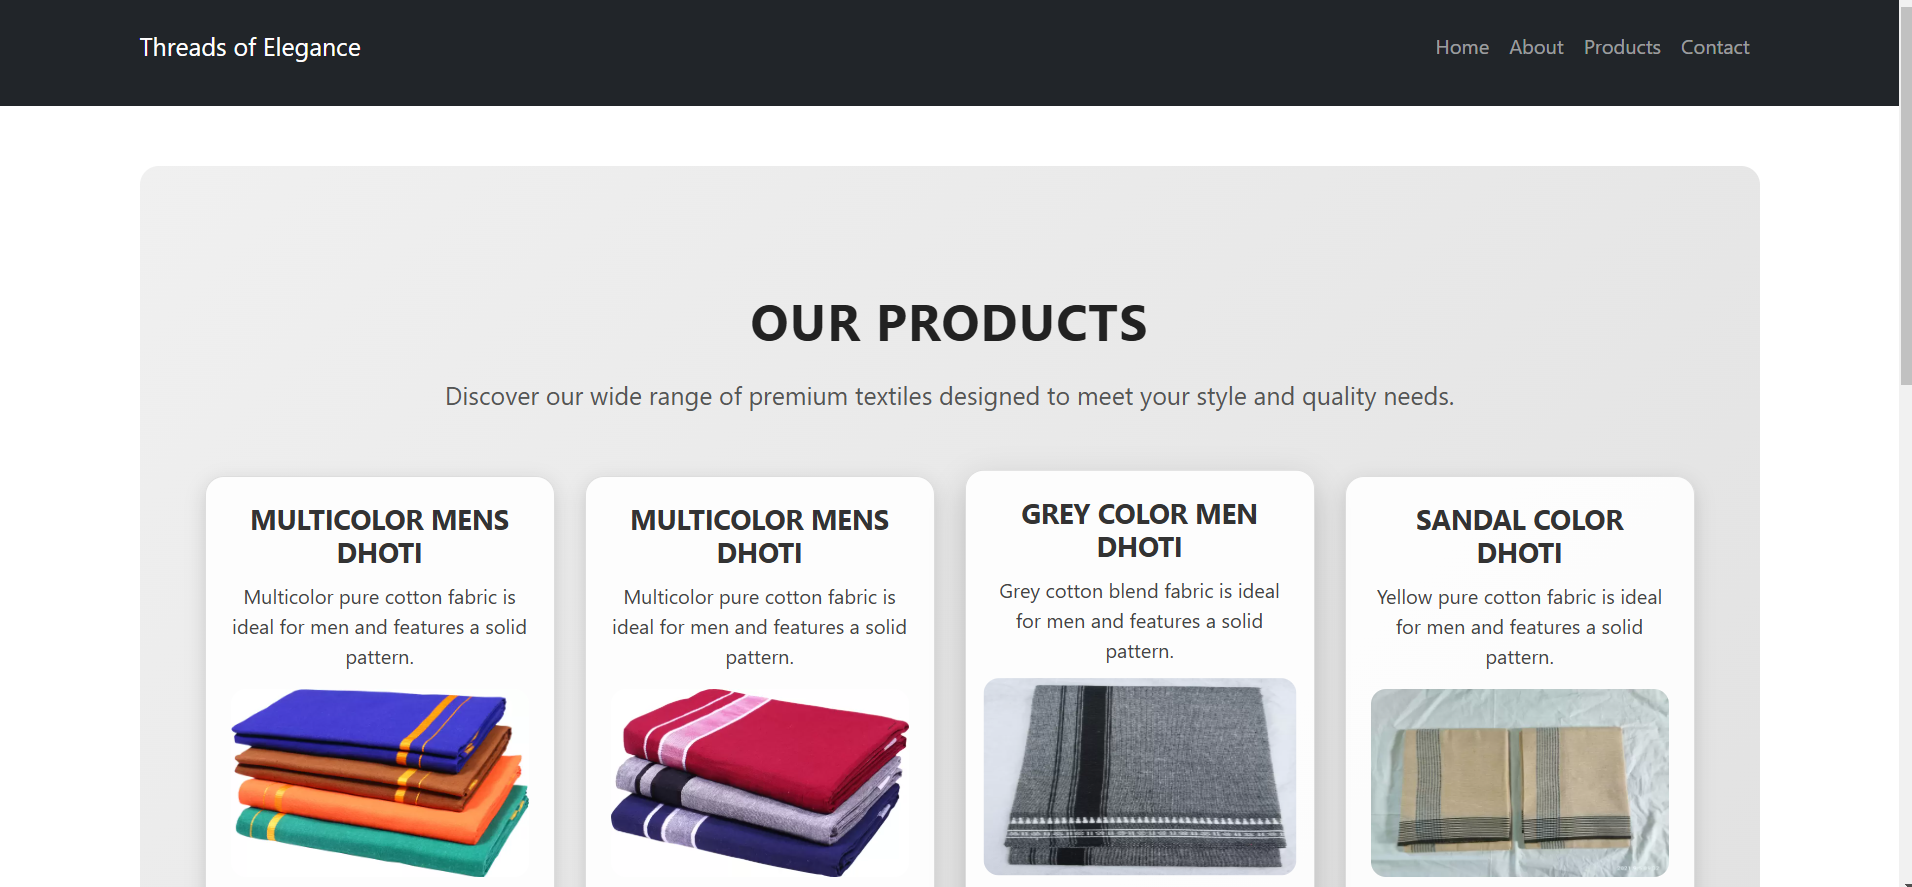 Threads of Elegance
Home About Products Contact
OUR PRODUCTS
Discover our wide range of premium textiles designed to meet your style and quality needs.
MULTICOLOR MENS
DHOTI
Multicolor pure cotton fabric is
ideal for men and features a solid
pattern.
MULTICOLOR MENS
DHOTI
Multicolor pure cotton fabric is
ideal for men and features a solid
pattern.
GREY COLOR MEN
DHOTI
Grey cotton blend fabric is ideal
for men and features a solid
pattern.
SANDAL COLOR
DHOTI
Yellow pure cotton fabric is ideal
for men and features a solid
pattern.